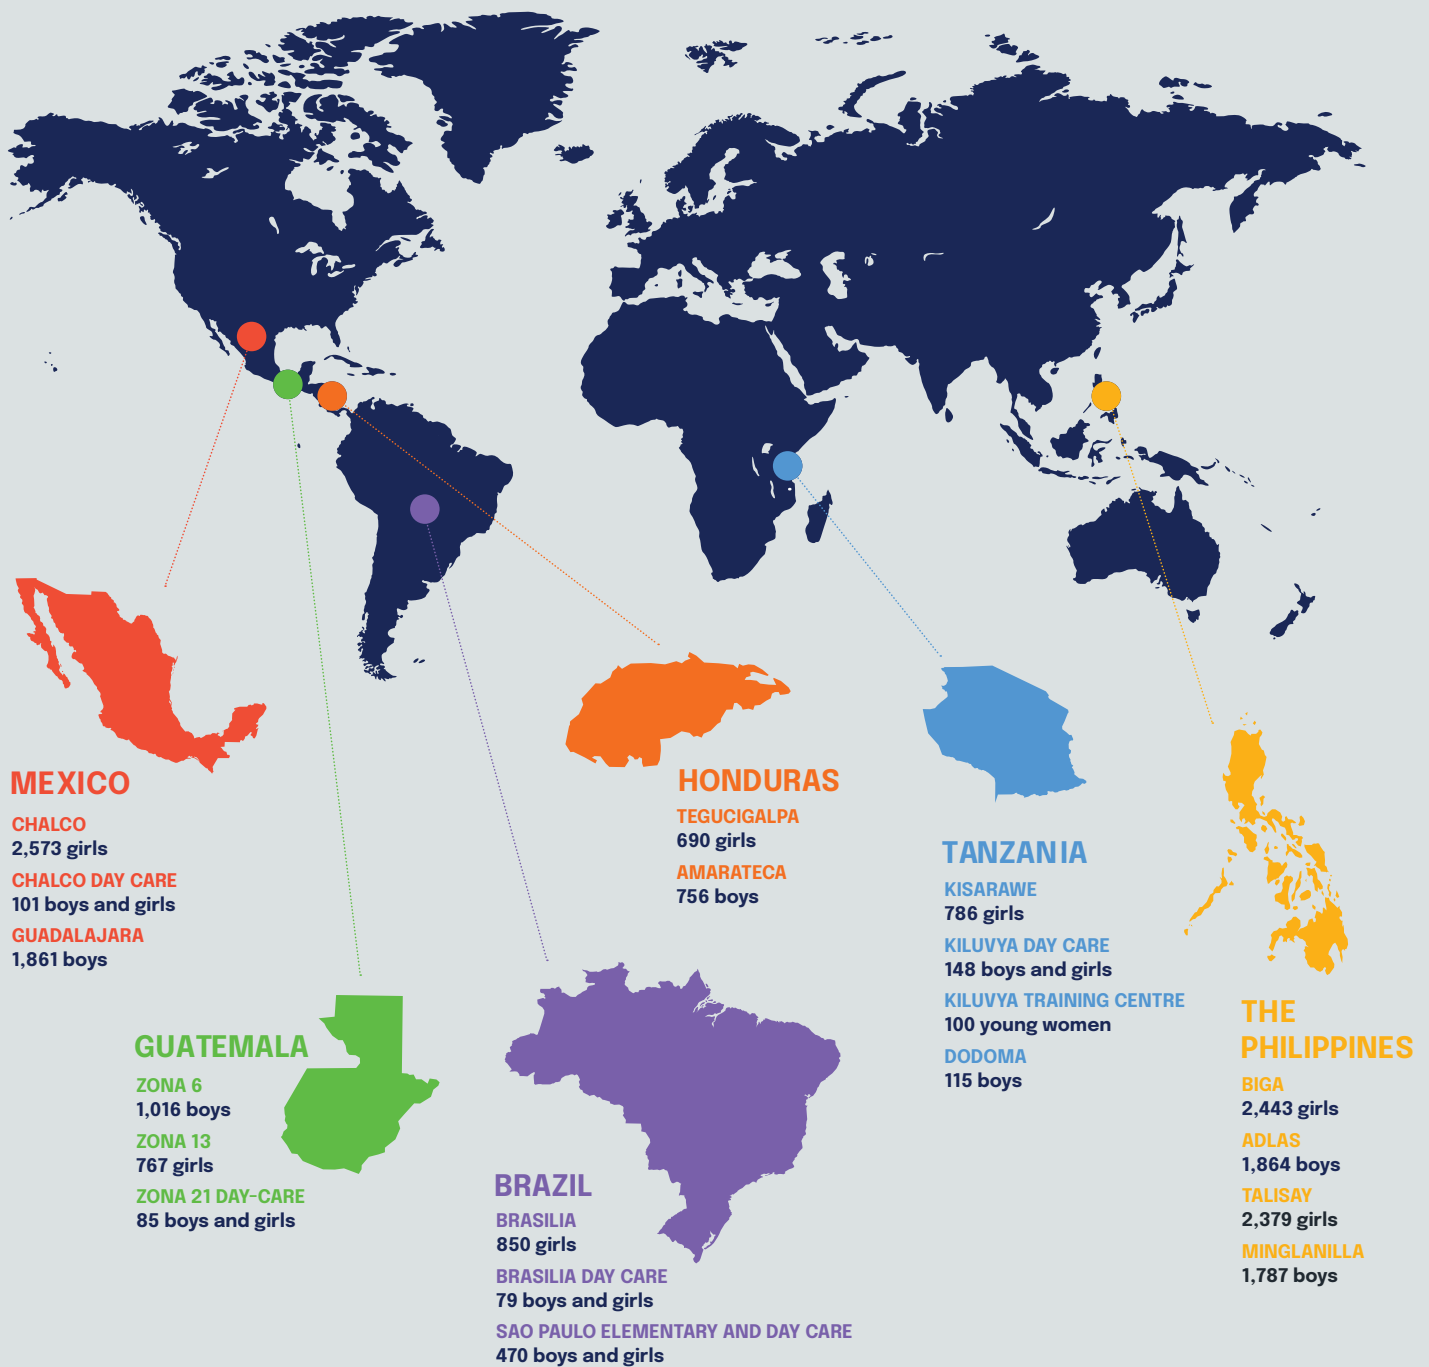 MEXICO
CHALCO
2,573 girls
CHALCO DAY CARE
101 boys and girls
GUADALAJARA
1,861 boys
GUATEMALA
ZONA 6
1,016 boys
ZONA 13
767 girls
ZONA 21 DAY-CARE
85 boys and girls
BRAZIL
BRASILIA
850 girls
BRASILIA DAY CARE
79 boys and girls
SAO PAULO ELEMENTARY AND DAY CARE
470 boys and girls
HONDURAS
TEGUCIGALPA
690 girls
AMARATECA
756 boys
TANZANIA
KISARAWE
786 girls
KILUVYA DAY CARE
148 boys and girls
KILUVYA TRAINING CENTRE
100 young women
DODOMA
115 boys
THE
PHILIPPINES
BIGA
2,443 girls
ADLAS
1,864 boys
TALISAY
2,379 girls
MINGLANILLA
1,787 boys